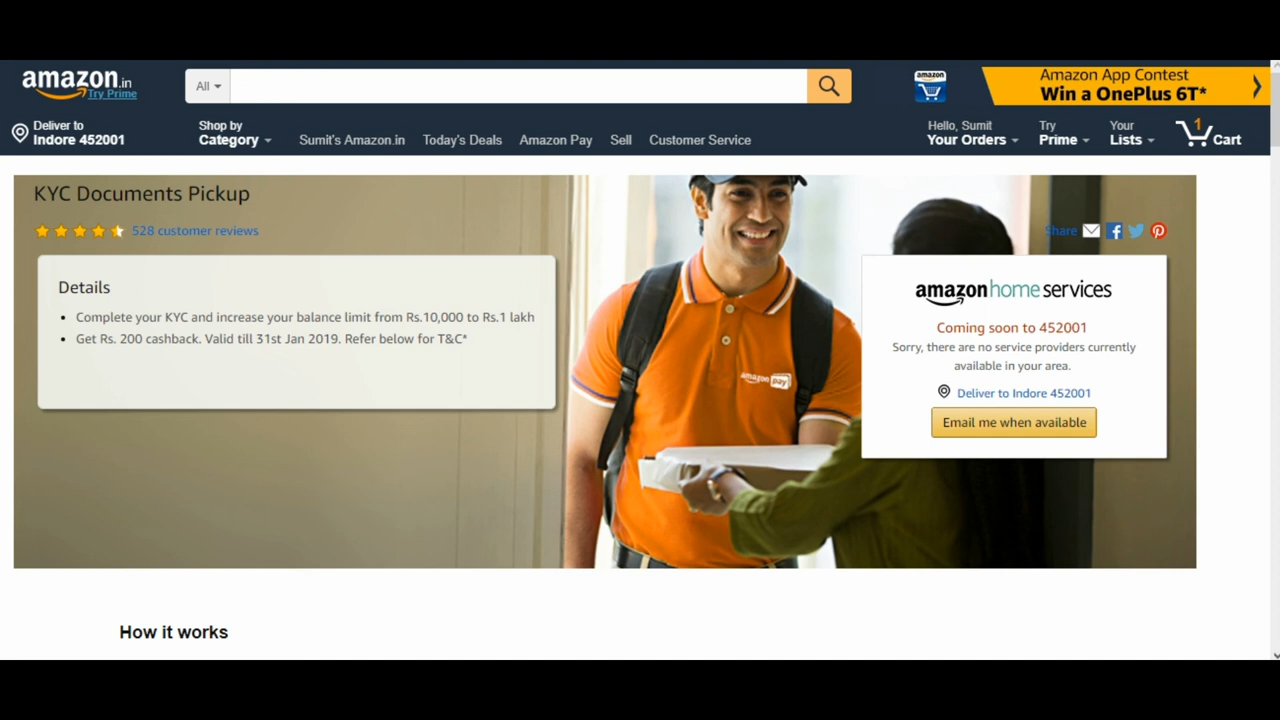 amazon.in
Try Prime
All
amazon
Amazon App Contest
Win a OnePlus 6T*
Deliver to
Indore 452001
Shop by
Category
Sumit's Amazon.in
Today's Deals
Amazon Pay
Sell
Customer Service
Hello, Sumit
Your Orders
Try
Prime
Your
Lists
1
Cart
KYC Documents Pickup
528 customer reviews
Share
Details
Complete your KYC and increase your balance limit from Rs.10,000 to Rs.1 lakh
Get Rs. 200 cashback. Valid till 31st Jan 2019. Refer below for T&C*
amazon pay
amazonhomeservices
Coming soon to 452001
Sorry, there are no service providers currently
available in your area.
Deliver to Indore 452001
Email me when available
How it works